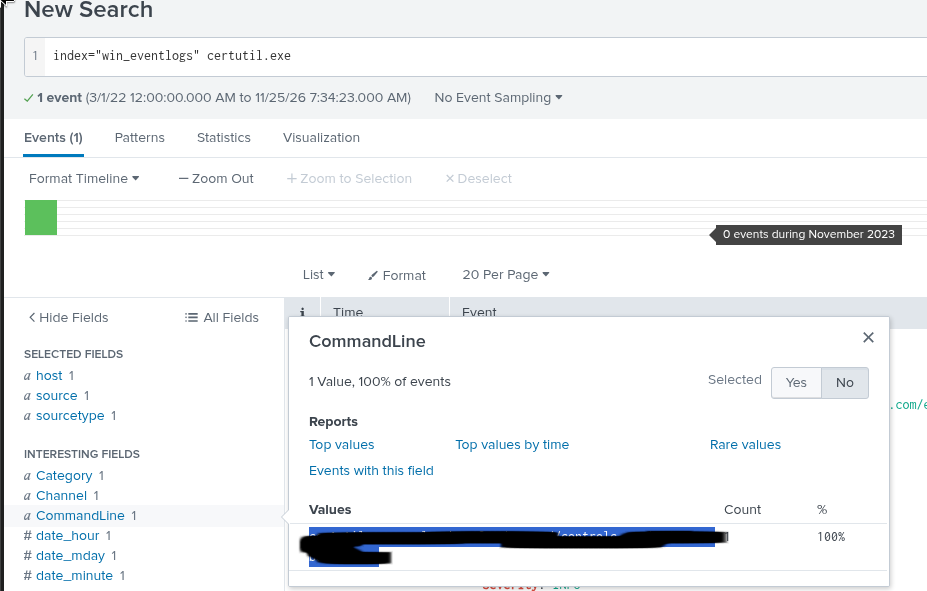 New Search
1 index="win_eventlogs" certutil.exe
✓ 1 event (3/1/22 12:00:00.000 AM to 11/25/26 7:34:23.000 AM) No Event Sampling
Events (1) Patterns Statistics Visualization
Format Timeline — Zoom Out + Zoom to Selection × Deselect
0 events during November 2023
List Format 20 Per Page
< Hide Fields All Fields
i Time Event
SELECTED FIELDS
a host 1
a source 1
a sourcetype 1
INTERESTING FIELDS
a Category 1
a Channel 1
a CommandLine 1
# date_hour 1
# date_mday 1
# date_minute 1
CommandLine
1 Value, 100% of events
Selected Yes No
Reports
Top values Top values by time Rare values
Events with this field
Values Count %
100%
.com/e